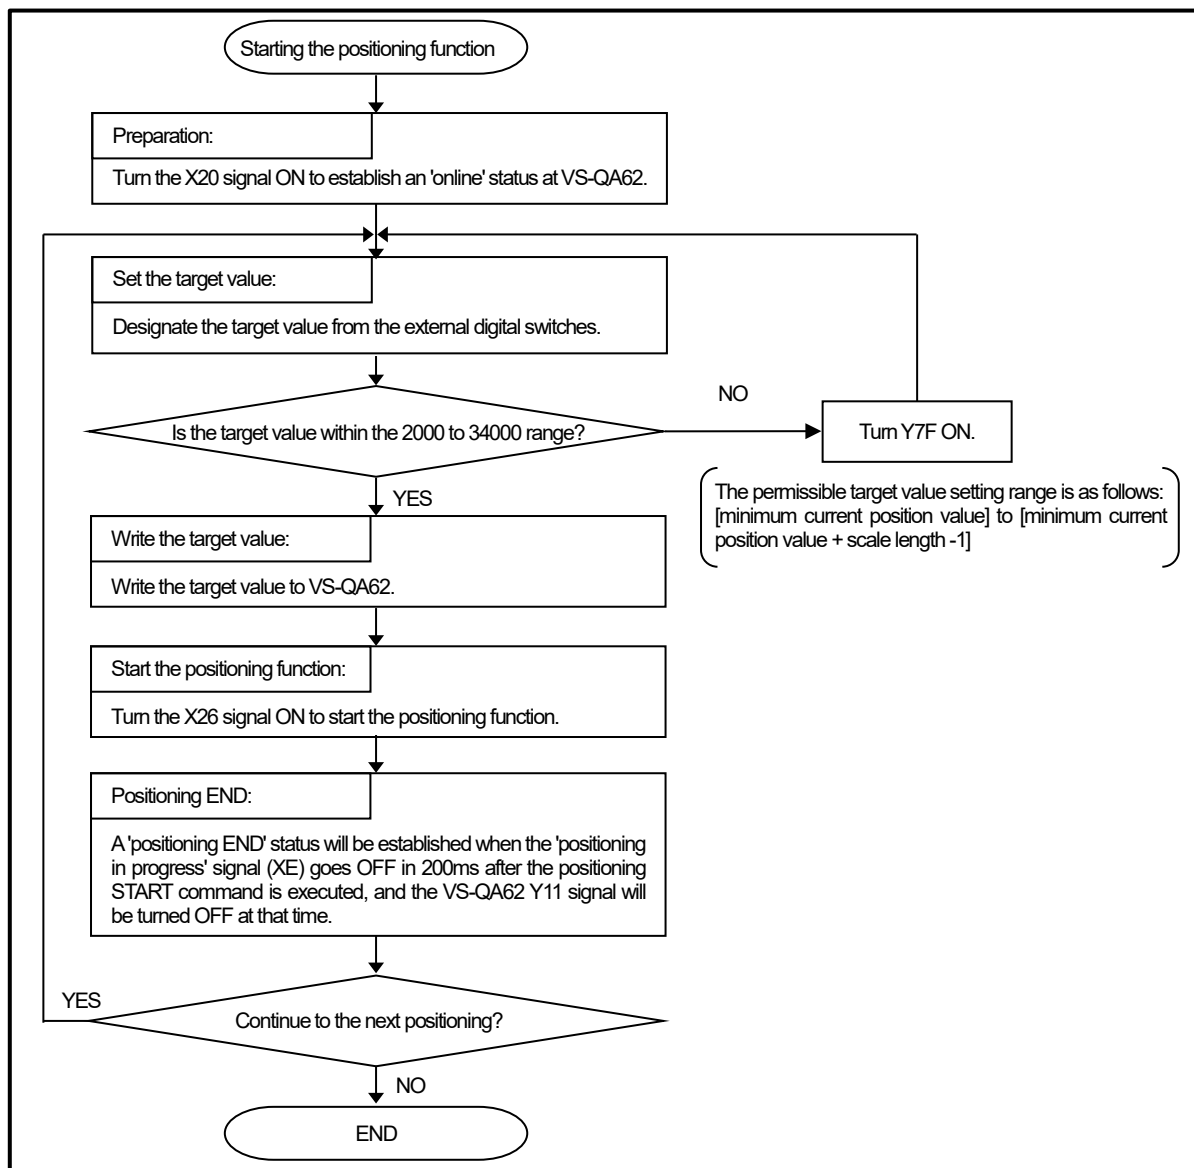 Starting the positioning function
Preparation:
Turn the X20 signal ON to establish an 'online' status at VS-QA62.
Set the target value:
Designate the target value from the external digital switches.
Is the target value within the 2000 to 34000 range?
NO
Turn Y7F ON.
The permissible target value setting range is as follows:
[minimum current position value] to [minimum current
position value + scale length -1]
YES
Write the target value:
Write the target value to VS-QA62.
Start the positioning function:
Turn the X26 signal ON to start the positioning function.
Positioning END:
A 'positioning END' status will be established when the 'positioning
in progress' signal (XE) goes OFF in 200ms after the positioning
START command is executed, and the VS-QA62 Y11 signal will
be turned OFF at that time.
YES
Continue to the next positioning?
NO
END